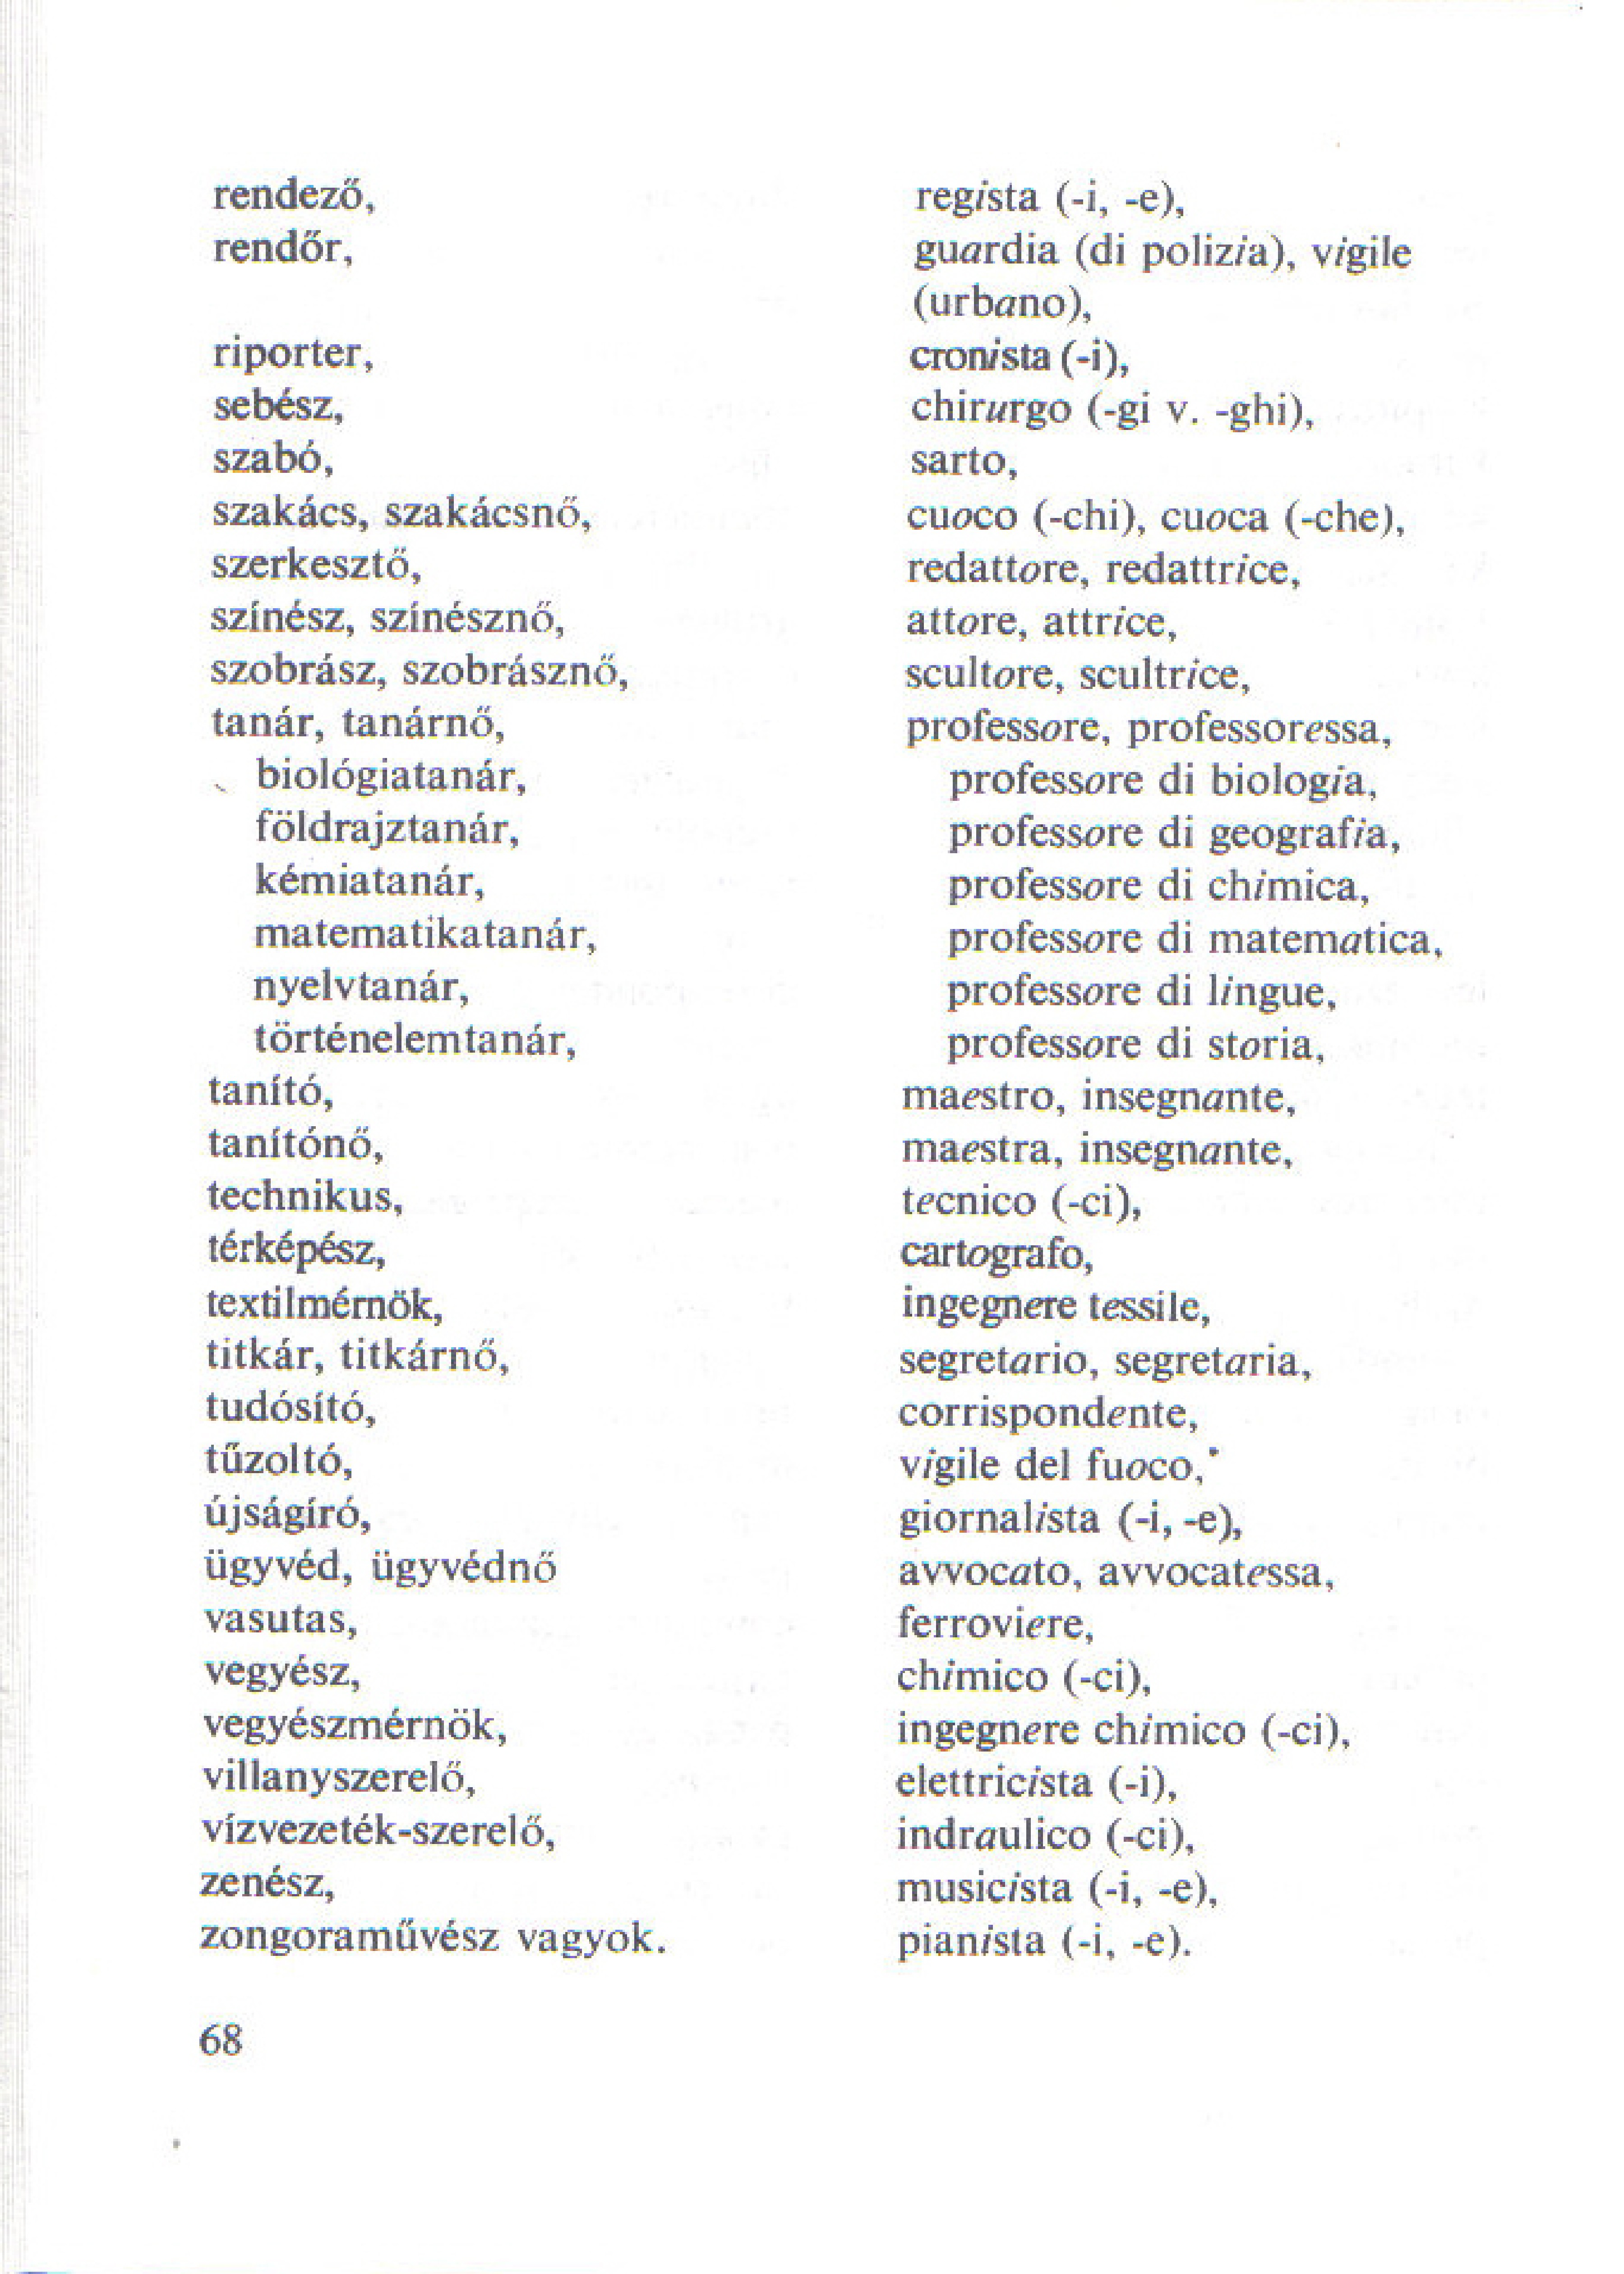 rendező,
rendőr,
riporter,
sebész,
szabó,
szakács, szakácsnő,
szerkesztő,
színész, színésznő,
szobrász, szobrásznő,
tanár, tanárnő,
biológiatanár,
földrajztanár,
kémiatanár,
matematikatanár,
nyelvtanár,
történelemtanár,
tanító,
tanítónő,
technikus,
térképész,
textilmérnök,
titkár, titkárnő,
tudósító,
tűzoltó,
újságíró,
ügyvéd, ügyvédnő
vasutas,
vegyész,
vegyészmérnök,
villanyszerelő,
vízvezeték-szerelő,
zenész,
zongoraművész vagyok.
regista (-i, -e),
guardia (di polizia), vigile
(urbano),
cronista (-i),
chirurgo (-gi v. -ghi),
sarto,
cuoco (-chi), cuoca (-che),
redattore, redattrice,
attore, attrice,
scultore, scultrice,
professore, professoressa,
professore di biologia,
professore di geografia,
professore di chimica,
professore di matematica,
professore di lingue,
professore di storia,
maestro, insegnante,
maestra, insegnante,
tecnico (-ci),
cartografo,
ingegnere tessile,
segretario, segretaria,
corrispondente,
vigile del fuoco,
giornalista (-i, -e),
avvocato, avvocatessa,
ferroviere,
chimico (-ci),
ingegnere chimico (-ci),
elettricista (-i),
indraulico (-ci),
musicista (-i, -e),
pianista (-i, -e).
68